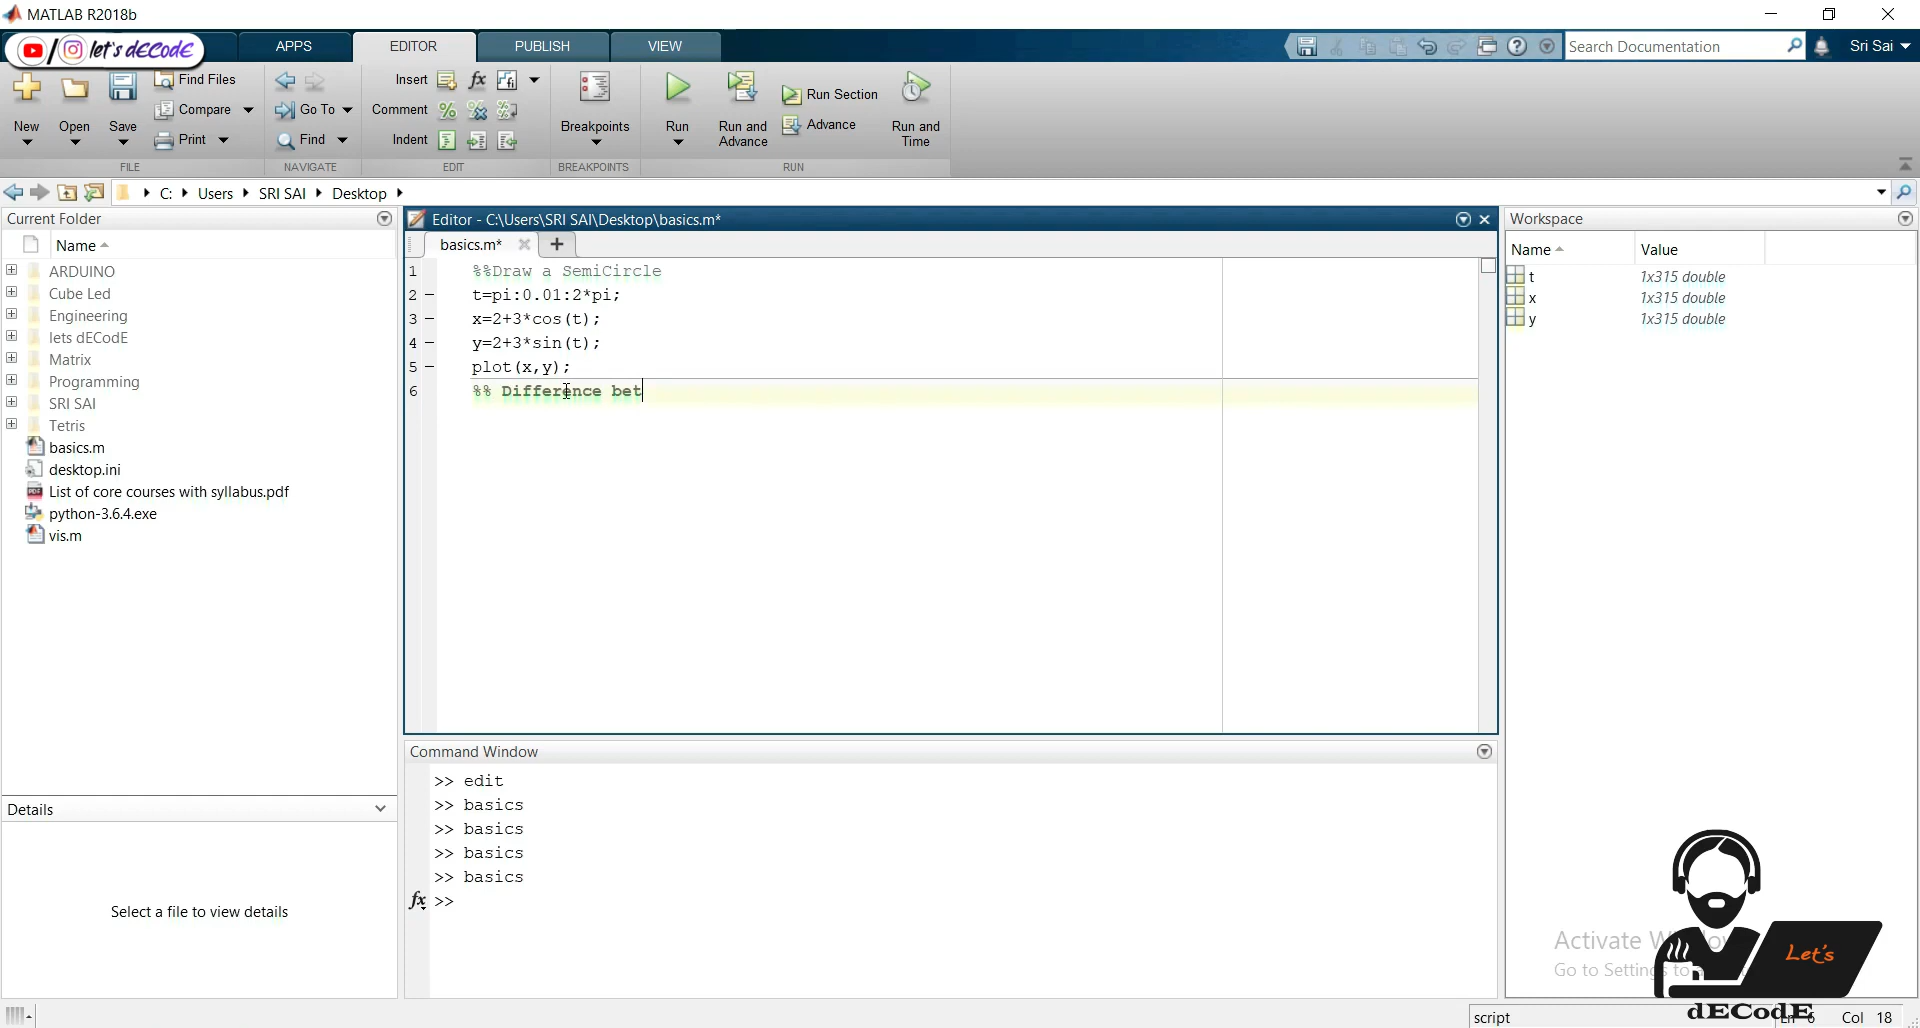 MATLAB R2018b
let's dECodE
APPS
EDITOR
PUBLISH
VIEW
Search Documentation
Sri Sai
New
Open
Save
Find Files
Compare
Print
FILE
Go To
Find
NAVIGATE
Insert
Comment
Indent
EDIT
Breakpoints
BREAKPOINTS
Run
Run and Advance
Run Section
Advance
Run and Time
RUN
C: Users SRI SAI Desktop
Current Folder
Name
ARDUINO
Cube Led
Engineering
lets dECodE
Matrix
Programming
SRI SAI
Tetris
basics.m
desktop.ini
List of core courses with syllabus.pdf
python-3.6.4.exe
vis.m
Details
Select a file to view details
Editor - C:\Users\SRI SAI\Desktop\basics.m*
basics.m*
1 %%Draw a SemiCircle
2 – t=pi:0.01:2*pi;
3 – x=2+3*cos(t);
4 – y=2+3*sin(t);
5 – plot(x,y);
6 %% Difference bet
Command Window
>> edit
>> basics
>> basics
>> basics
>> basics
fx >>
Workspace
Name Value
t 1x315 double
x 1x315 double
y 1x315 double
Activate
Go to
Let's
dECodE
script
6 Col 18